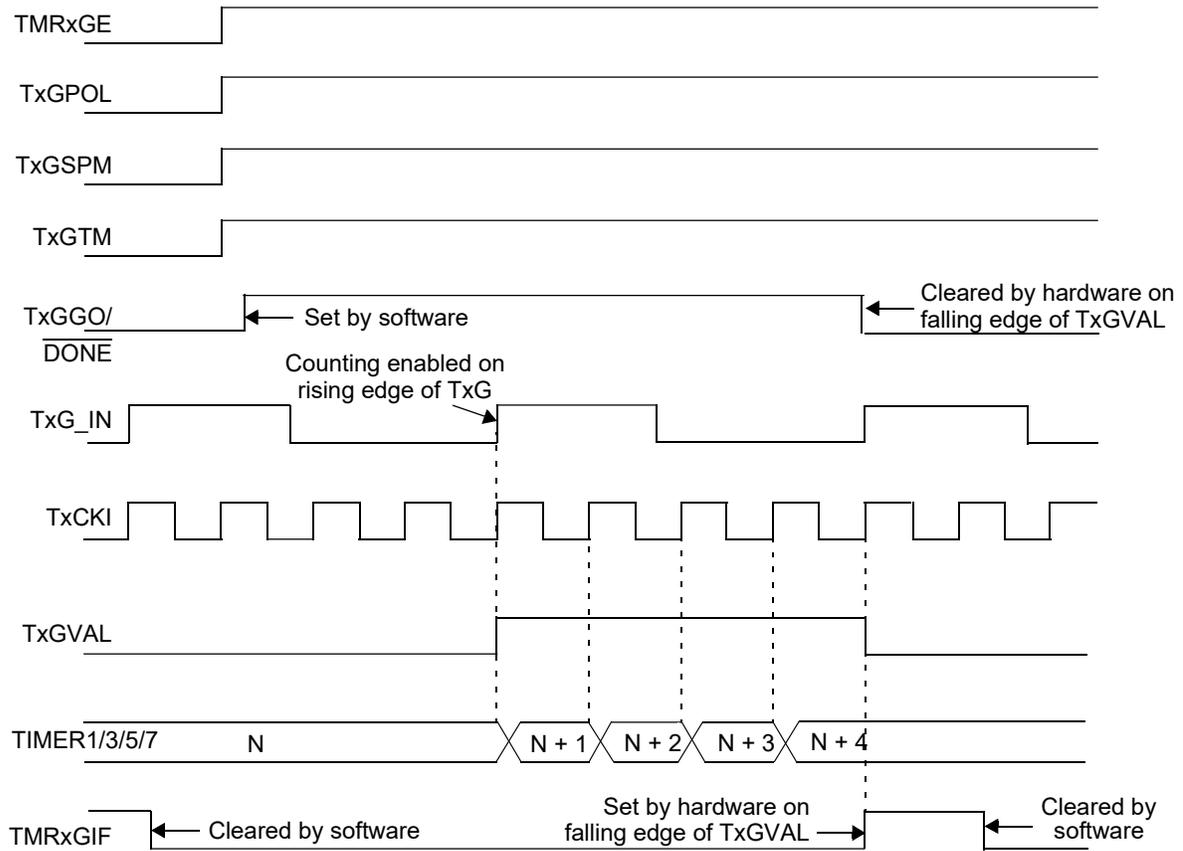 TMRxGE
TxGPOL
TxGSPM
TxGTM
TxGGO/
DONE
Set by software
Cleared by hardware on
falling edge of TxGVAL
Counting enabled on
rising edge of TxG
TxG_IN
TxCKI
TxGVAL
TIMER1/3/5/7
N
N + 1
N + 2
N + 3
N + 4
TMRxGIF
Cleared by software
Set by hardware on
falling edge of TxGVAL
Cleared by
software